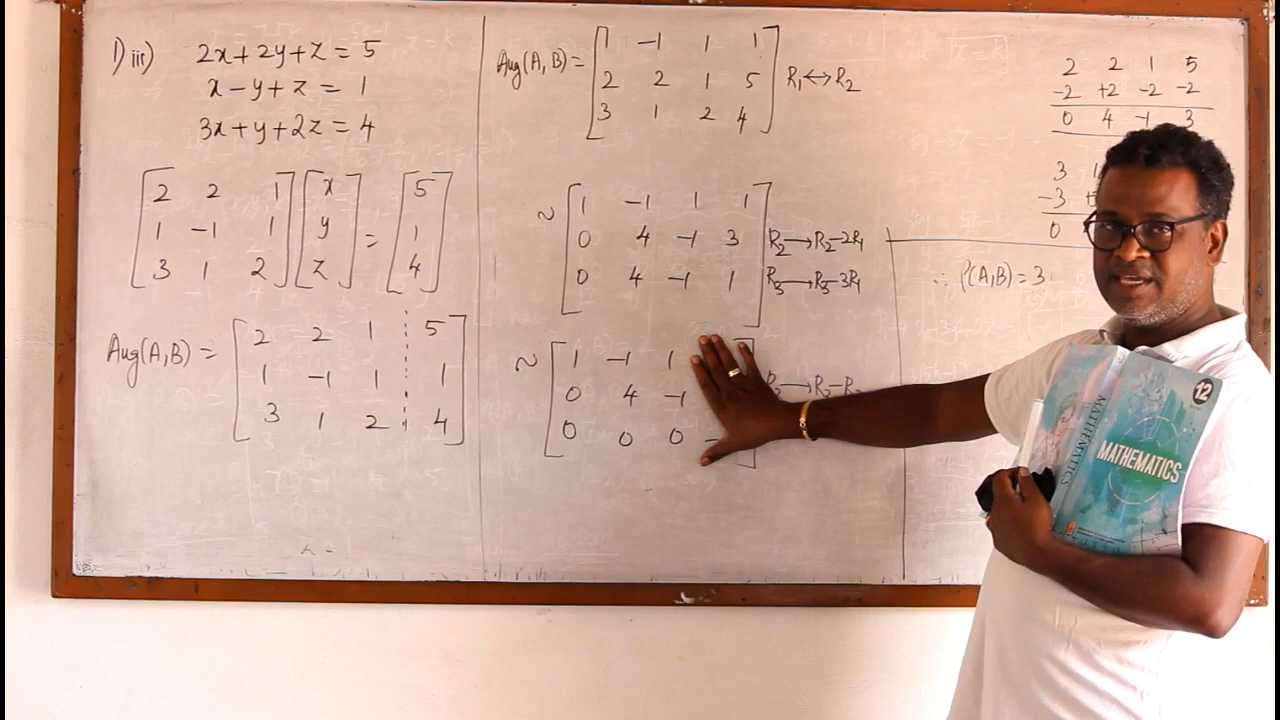 1) iii) 2x + 2y + z = 5
x - y + z = 1
3x + y + 2z = 4
[2 2 1] [x] [5]
[1 -1 1] [y] = [1]
[3 1 2] [z] [4]
Aug(A,B) =
[2 2 1 ¦ 5]
[1 -1 1 ¦ 1]
[3 1 2 ¦ 4]
Aug(A, B) =
[1 -1 1 1]
[2 2 1 5] R₁ ↔ R₂
[3 1 2 4]
~
[1 -1 1 1]
[0 4 -1 3] R₂ → R₂ - 2R₁
[0 4 -1 1] R₃ → R₃ - 3R₁
~
[1 -1 1
[0 4 -1
[0 0 0 -
2 2 1 5
-2 +2 -2 -2
0 4 -1 3
3 1
-3 +
0
∴ ρ(A,B) = 3
12
MATHEMATICS
MATHEMATICS